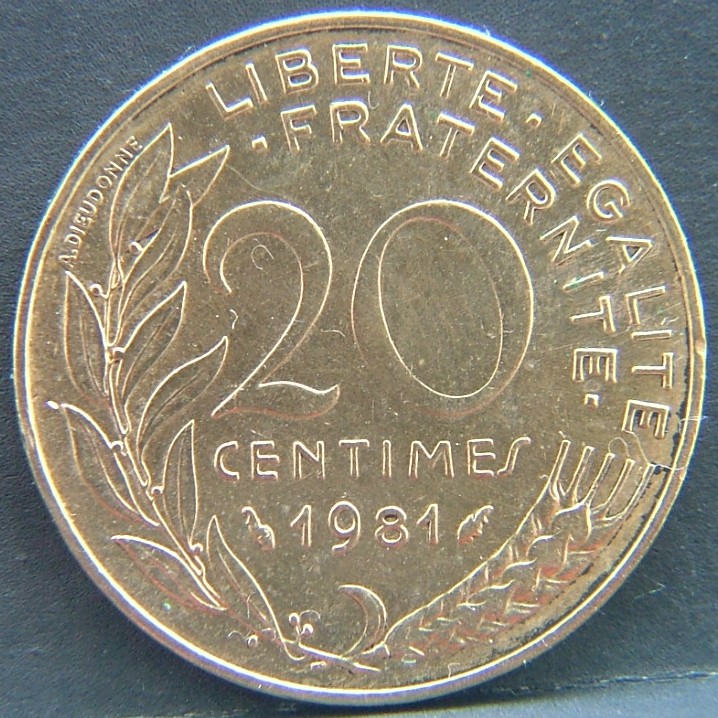 LIBERTE · EGALITE
· FRATERNITE ·
A.DIEUDONNE
20
CENTIMES
1981